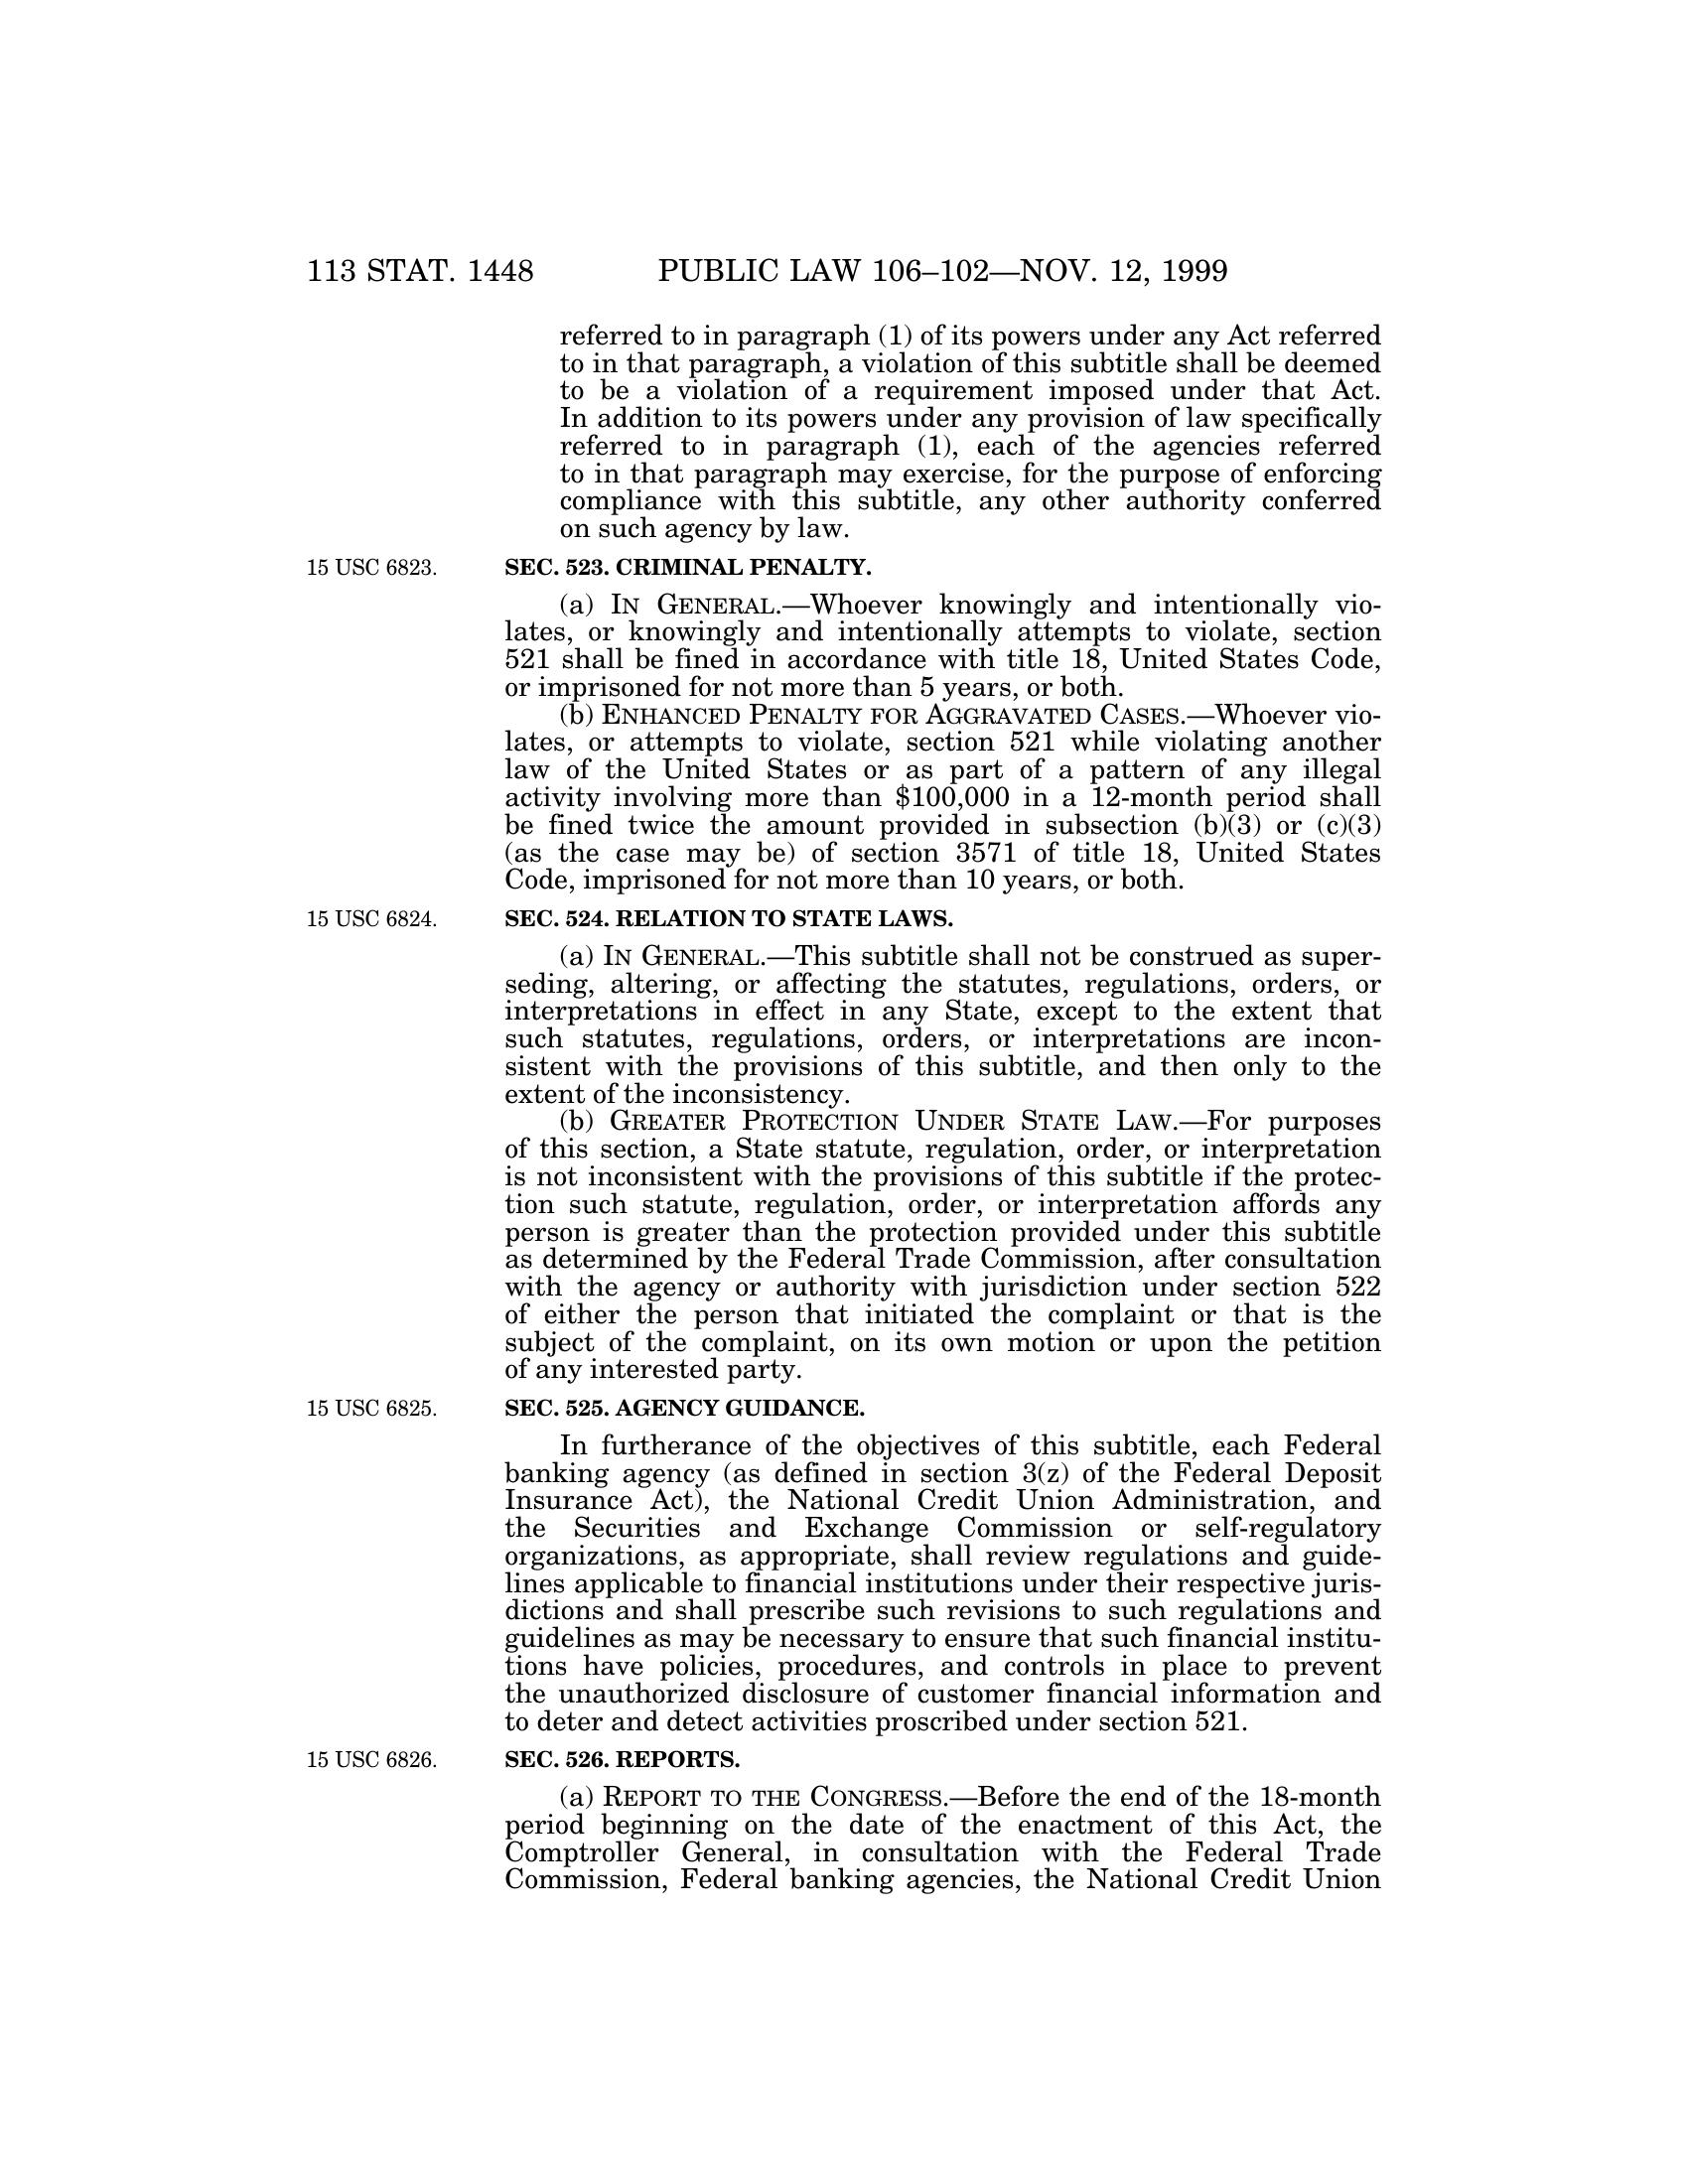 113 STAT. 1448 PUBLIC LAW 106–102—NOV. 12, 1999
referred to in paragraph (1) of its powers under any Act referred
to in that paragraph, a violation of this subtitle shall be deemed
to be a violation of a requirement imposed under that Act.
In addition to its powers under any provision of law specifically
referred to in paragraph (1), each of the agencies referred
to in that paragraph may exercise, for the purpose of enforcing
compliance with this subtitle, any other authority conferred
on such agency by law.
15 USC 6823. SEC. 523. CRIMINAL PENALTY.
(a) IN GENERAL.—Whoever knowingly and intentionally vio-
lates, or knowingly and intentionally attempts to violate, section
521 shall be fined in accordance with title 18, United States Code,
or imprisoned for not more than 5 years, or both.
(b) ENHANCED PENALTY FOR AGGRAVATED CASES.—Whoever vio-
lates, or attempts to violate, section 521 while violating another
law of the United States or as part of a pattern of any illegal
activity involving more than $100,000 in a 12-month period shall
be fined twice the amount provided in subsection (b)(3) or (c)(3)
(as the case may be) of section 3571 of title 18, United States
Code, imprisoned for not more than 10 years, or both.
15 USC 6824. SEC. 524. RELATION TO STATE LAWS.
(a) IN GENERAL.—This subtitle shall not be construed as super-
seding, altering, or affecting the statutes, regulations, orders, or
interpretations in effect in any State, except to the extent that
such statutes, regulations, orders, or interpretations are incon-
sistent with the provisions of this subtitle, and then only to the
extent of the inconsistency.
(b) GREATER PROTECTION UNDER STATE LAW.—For purposes
of this section, a State statute, regulation, order, or interpretation
is not inconsistent with the provisions of this subtitle if the protec-
tion such statute, regulation, order, or interpretation affords any
person is greater than the protection provided under this subtitle
as determined by the Federal Trade Commission, after consultation
with the agency or authority with jurisdiction under section 522
of either the person that initiated the complaint or that is the
subject of the complaint, on its own motion or upon the petition
of any interested party.
15 USC 6825. SEC. 525. AGENCY GUIDANCE.
In furtherance of the objectives of this subtitle, each Federal
banking agency (as defined in section 3(z) of the Federal Deposit
Insurance Act), the National Credit Union Administration, and
the Securities and Exchange Commission or self-regulatory
organizations, as appropriate, shall review regulations and guide-
lines applicable to financial institutions under their respective juris-
dictions and shall prescribe such revisions to such regulations and
guidelines as may be necessary to ensure that such financial institu-
tions have policies, procedures, and controls in place to prevent
the unauthorized disclosure of customer financial information and
to deter and detect activities proscribed under section 521.
15 USC 6826. SEC. 526. REPORTS.
(a) REPORT TO THE CONGRESS.—Before the end of the 18-month
period beginning on the date of the enactment of this Act, the
Comptroller General, in consultation with the Federal Trade
Commission, Federal banking agencies, the National Credit Union